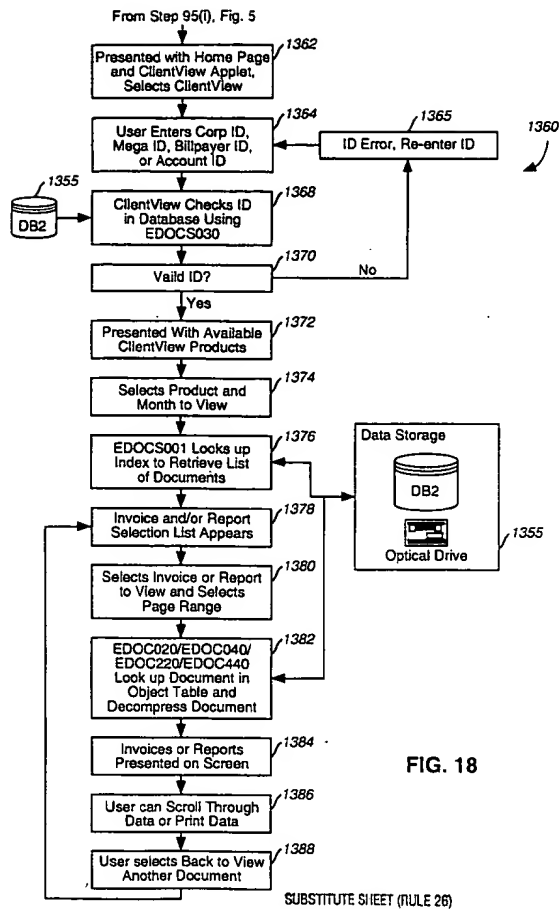 From Step 95(l), Fig. 5
1362
Presented with Home Page
and ClientView Applet,
Selects ClientView
1364
User Enters Corp ID,
Mega ID, Billpayer ID,
or Account ID
1365
ID Error, Re-enter ID
1360
1355
DB2
1368
ClientView Checks ID
in Database Using
EDOCS030
1370
Vaild ID?
No
Yes
1372
Presented With Available
ClientView Products
1374
Selects Product and
Month to View
1376
EDOCS001 Looks up
Index to Retrieve List
of Documents
Data Storage
DB2
Optical Drive
1355
1378
Invoice and/or Report
Selection List Appears
1380
Selects Invoice or Report
to View and Selects
Page Range
1382
EDOC020/EDOC040/
EDOC220/EDOC440
Look up Document in
Object Table and
Decompress Document
1384
Invoices or Reports
Presented on Screen
FIG. 18
1386
User can Scroll Through
Data or Print Data
1388
User selects Back to View
Another Document
SUBSTITUTE SHEET (RULE 26)